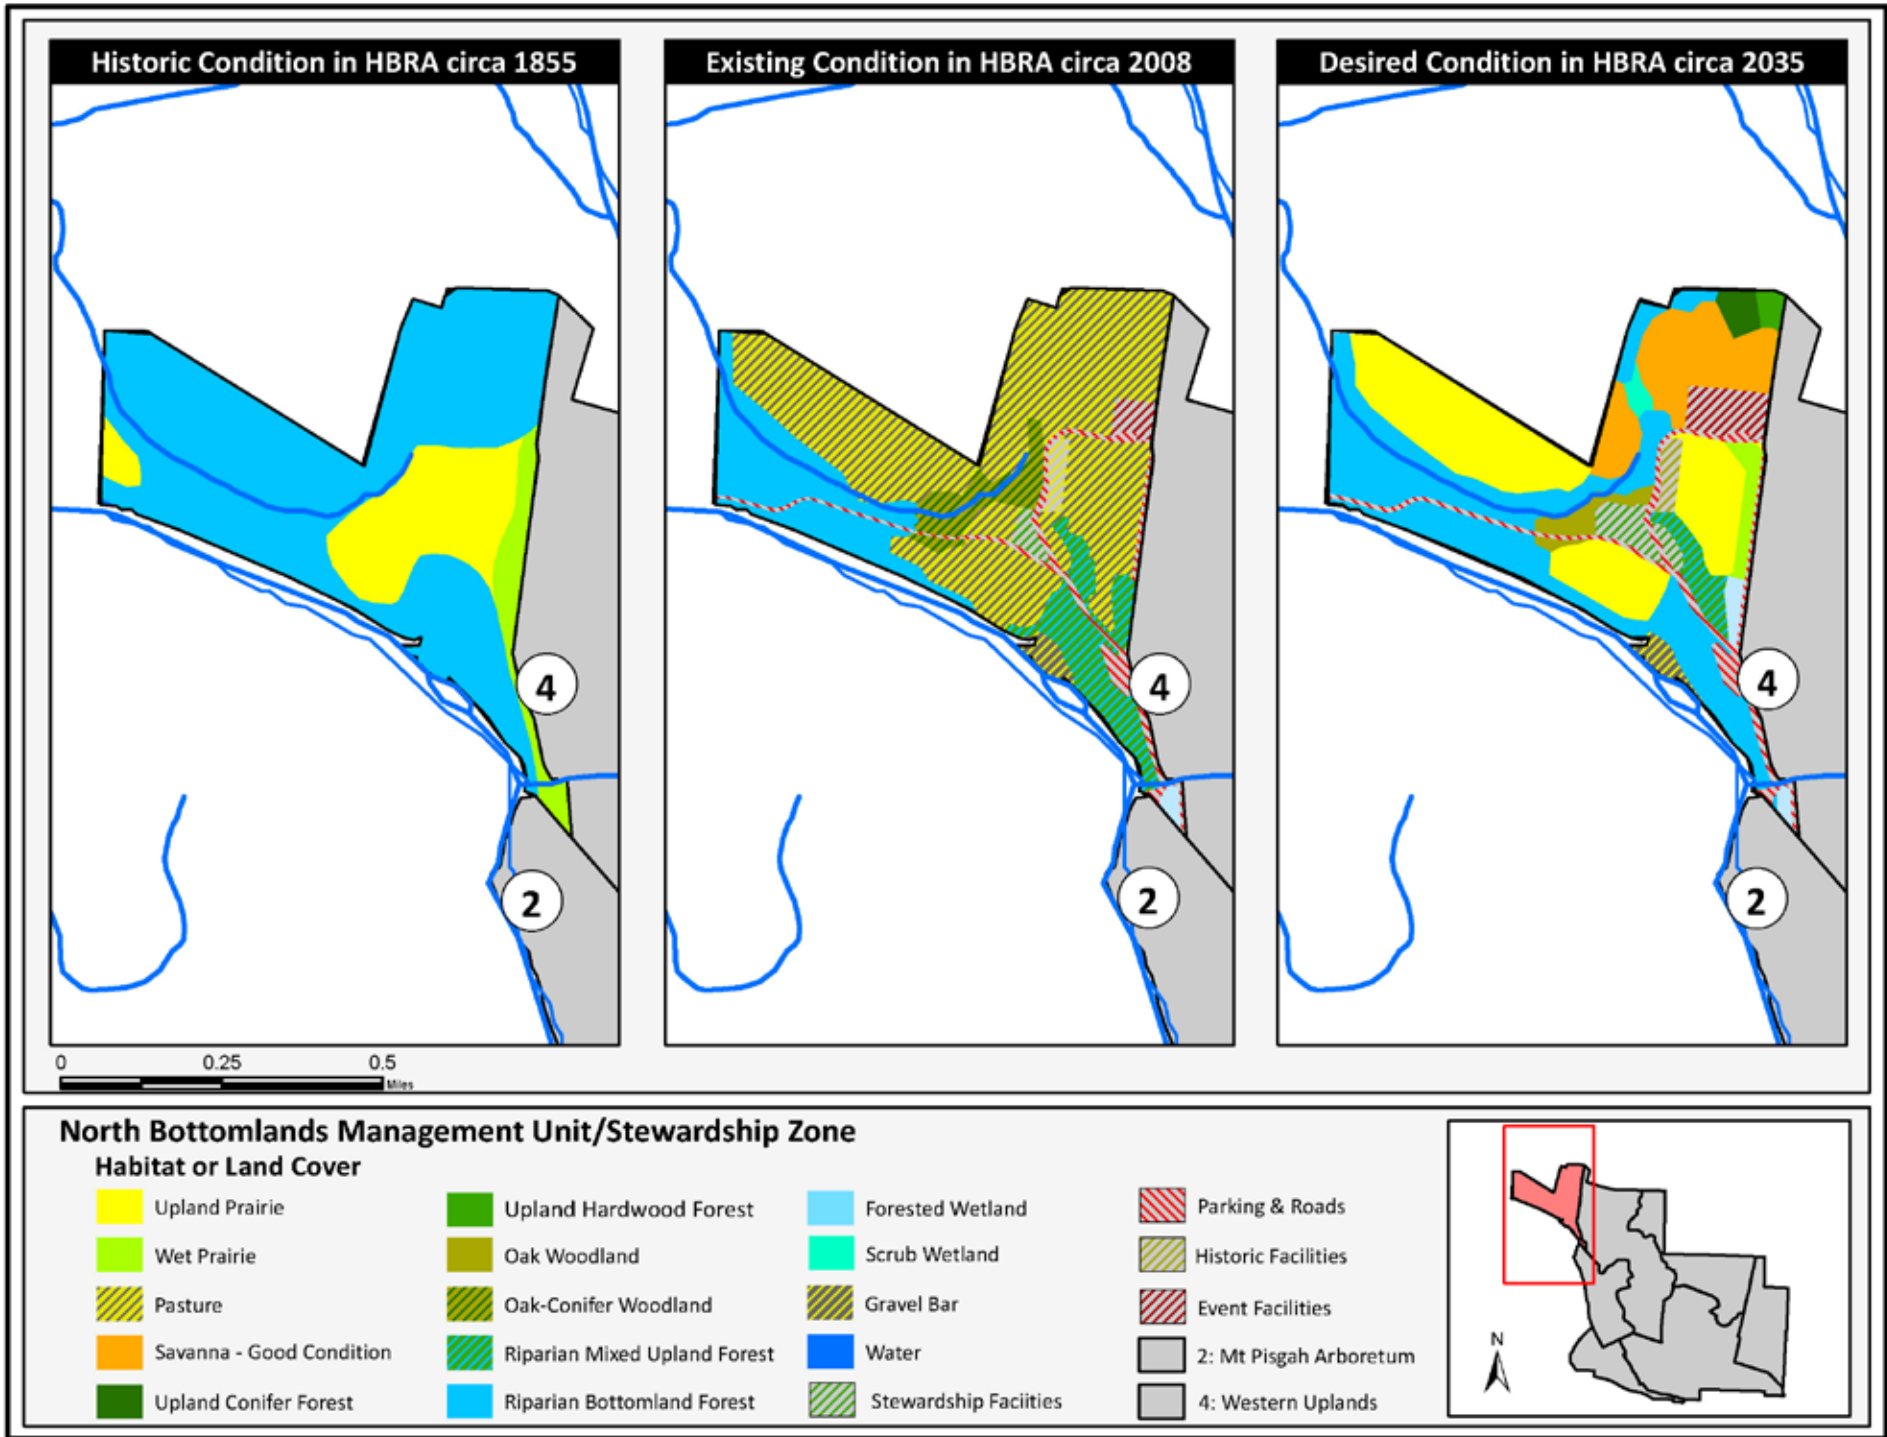 Historic Condition in HBRA circa 1855
Existing Condition in HBRA circa 2008
Desired Condition in HBRA circa 2035
4
2
4
2
4
2
0 0.25 0.5
Miles
North Bottomlands Management Unit/Stewardship Zone
Habitat or Land Cover
Upland Prairie
Wet Prairie
Pasture
Savanna - Good Condition
Upland Conifer Forest
Upland Hardwood Forest
Oak Woodland
Oak-Conifer Woodland
Riparian Mixed Upland Forest
Riparian Bottomland Forest
Forested Wetland
Scrub Wetland
Gravel Bar
Water
Stewardship Faciities
Parking & Roads
Historic Facilities
Event Facilities
2: Mt Pisgah Arboretum
4: Western Uplands
N